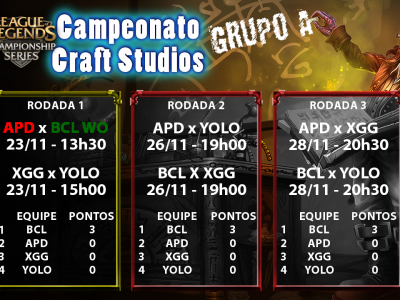 LEAGUE OF
LEGENDS
CHAMPIONSHIP
SERIES
Campeonato
Craft Studios
GRUPO A
RODADA 1
APD x BCL WO
23/11 - 13h30
XGG x YOLO
23/11 - 15h00
EQUIPE PONTOS
1 BCL 3
2 APD 0
3 XGG 0
4 YOLO 0
RODADA 2
APD x YOLO
26/11 - 19h00
BCL X XGG
26/11 - 19h00
EQUIPE PONTOS
1 BCL 3
2 APD 0
3 XGG 0
4 YOLO 0
RODADA 3
APD x XGG
28/11 - 20h30
BCL x YOLO
28/11 - 20h30
EQUIPE PONTOS
1 BCL 3
2 APD 0
3 XGG 0
4 YOLO 0